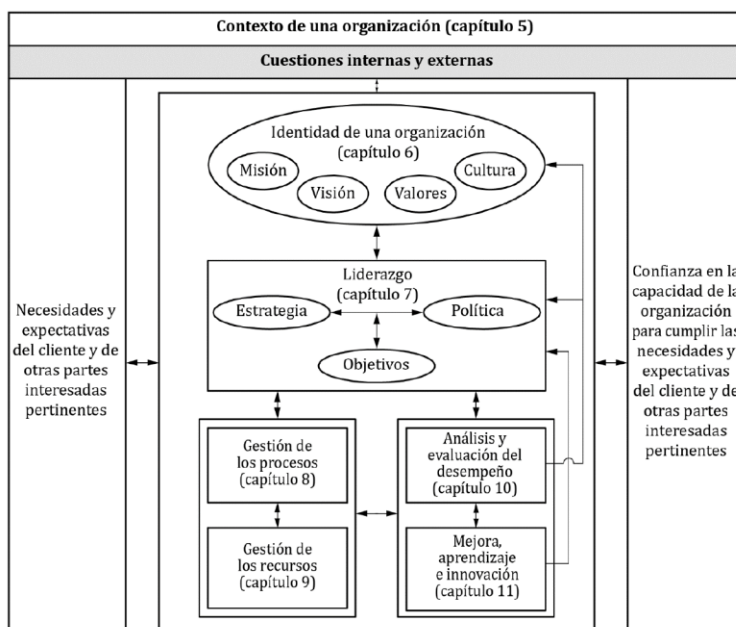 Contexto de una organización (capítulo 5)
Cuestiones internas y externas
Necesidades y
expectativas
del cliente y de
otras partes
interesadas
pertinentes
Identidad de una organización
(capítulo 6)
Misión
Visión
Valores
Cultura
Liderazgo
(capítulo 7)
Estrategia
Política
Objetivos
Gestión de
los procesos
(capítulo 8)
Gestión de
los recursos
(capítulo 9)
Análisis y
evaluación del
desempeño
(capítulo 10)
Mejora,
aprendizaje
e innovación
(capítulo 11)
Confianza en la
capacidad de la
organización
para cumplir las
necesidades y
expectativas
del cliente y de
otras partes
interesadas
pertinentes